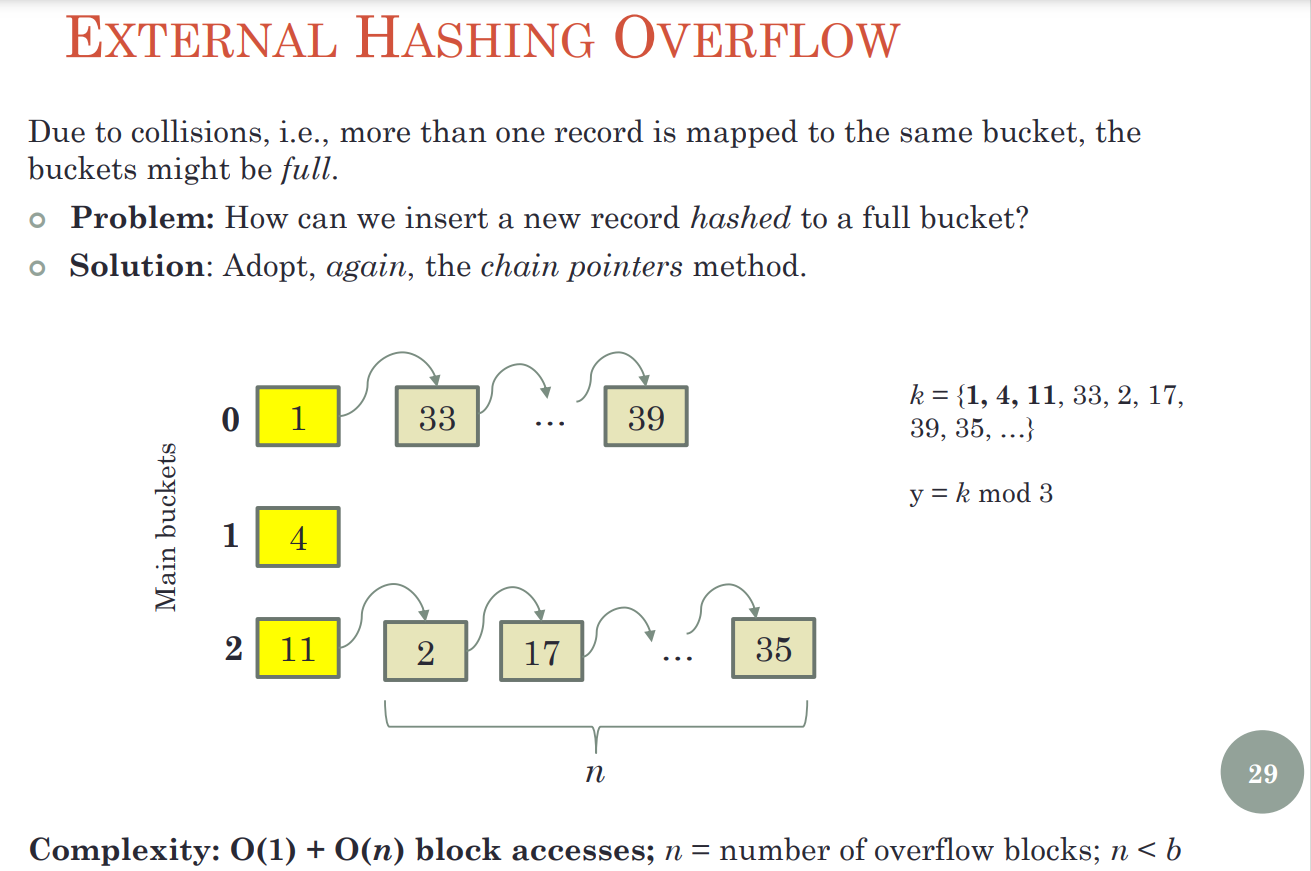 EXTERNAL HASHING OVERFLOW
Due to collisions, i.e., more than one record is mapped to the same bucket, the
buckets might be full.
Problem: How can we insert a new record hashed to a full bucket?
Solution: Adopt, again, the chain pointers method.
Main buckets
0 1 33 ... 39
1 4
2 11 2 17 ... 35
n
k = {1, 4, 11, 33, 2, 17,
39, 35, ...}
y = k mod 3
29
Complexity: O(1) + O(n) block accesses; n = number of overflow blocks; n < b